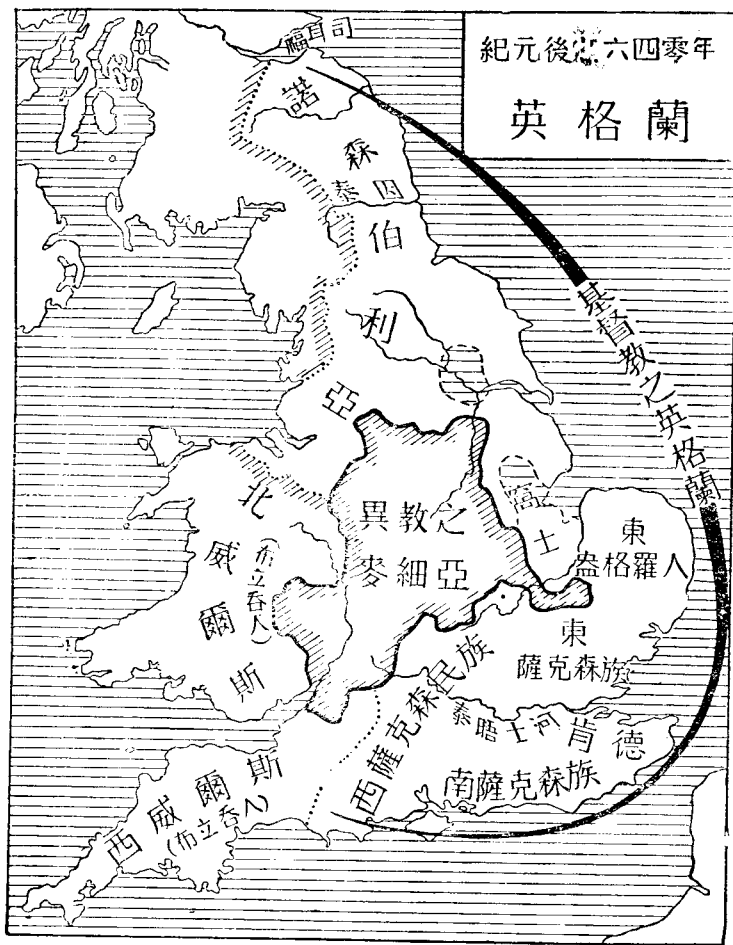 紀元後六四零年
英格蘭
福耳司
諾森伯利亞
泰因
基督教之英格蘭
北威爾斯
(布立吞人)
異教之
麥細亞
窩士
東
盎格羅人
東
薩克森族
西薩克森民族
泰晤士河
肯德
南薩克森族
西威爾斯
(布立吞人)